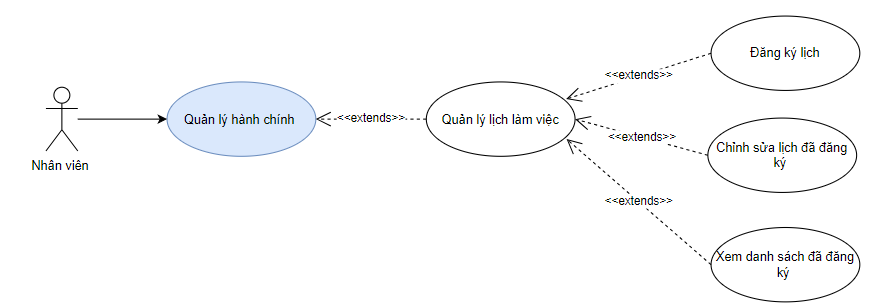 Đăng ký lịch
<<extends>>
Quản lý hành chính
<<extends>>
Quản lý lịch làm việc
<<extends>>
Chỉnh sửa lịch đã đăng
ký
Nhân viên
<<extends>>
Xem danh sách đã đăng
ký